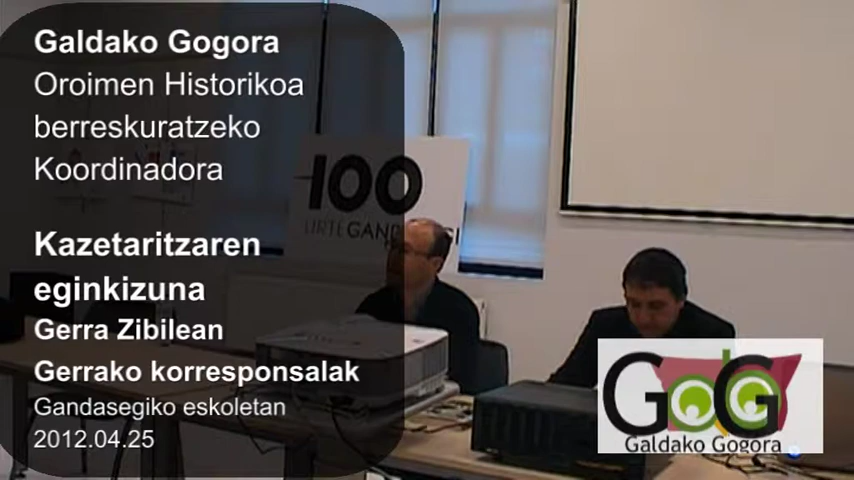 Galdako Gogora
Oroimen Historikoa
berreskuratzeko
Koordinadora
Kazetaritzaren
eginkizuna
Gerra Zibilean
Gerrako korresponsalak
Gandasegiko eskoletan
2012.04.25
100
GoGG
Galdako Gogora